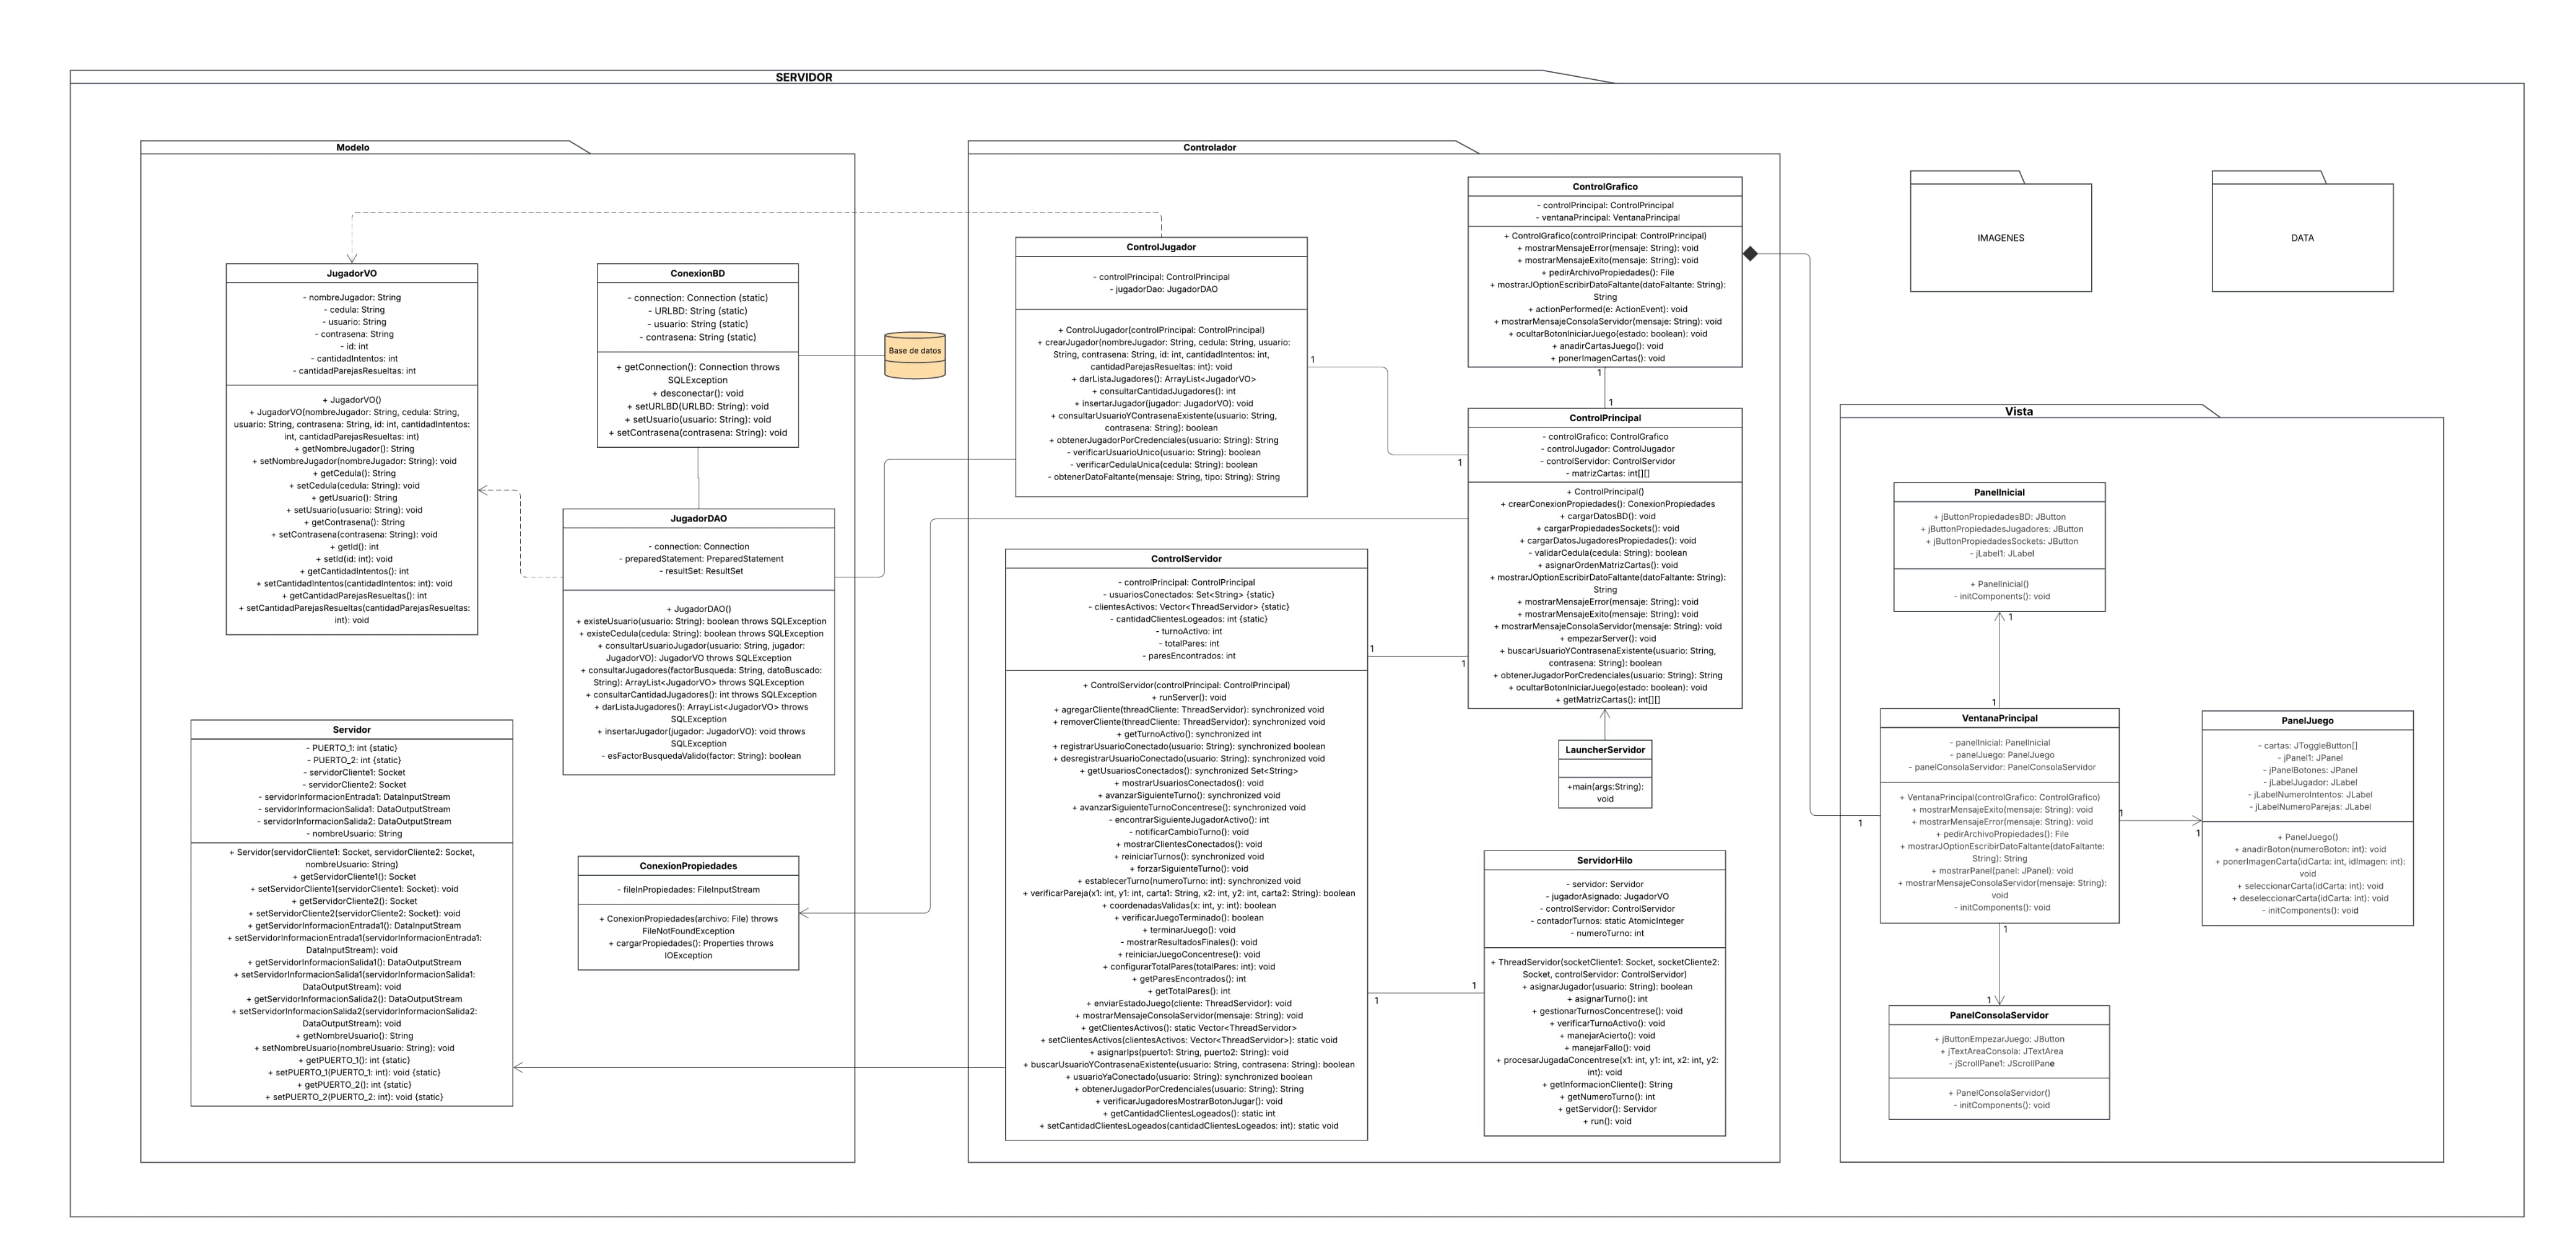 SERVIDOR
Modelo
JugadorVO
- nombreJugador: String
- cedula: String
- usuario: String
- contrasena: String
- id: int
- cantidadIntentos: int
- cantidadParejasResueltas: int
+ JugadorVO()
+ JugadorVO(nombreJugador: String, cedula: String,
usuario: String, contrasena: String, id: int, cantidadIntentos:
int, cantidadParejasResueltas: int)
+ getNombreJugador(): String
+ setNombreJugador(nombreJugador: String): void
+ getCedula(): String
+ setCedula(cedula: String): void
+ getUsuario(): String
+ setUsuario(usuario: String): void
+ getContrasena(): String
+ setContrasena(contrasena: String): void
+ getId(): int
+ setId(id: int): void
+ getCantidadIntentos(): int
+ setCantidadIntentos(cantidadIntentos: int): void
+ getCantidadParejasResueltas(): int
+ setCantidadParejasResueltas(cantidadParejasResueltas:
int): void
ConexionBD
- connection: Connection (static)
- URLBD: String (static)
- usuario: String (static)
- contrasena: String (static)
+ getConnection(): Connection throws
SQLException
+ desconectar(): void
+ setURLBD(URLBD: String): void
+ setUsuario(usuario: String): void
+ setContrasena(contrasena: String): void
Base de datos
JugadorDAO
- connection: Connection
- preparedStatement: PreparedStatement
- resultSet: ResultSet
+ JugadorDAO()
+ existeUsuario(usuario: String): boolean throws SQLException
+ existeCedula(cedula: String): boolean throws SQLException
+ consultarUsuarioJugador(usuario: String, jugador:
JugadorVO): JugadorVO throws SQLException
+ consultarJugadores(factorBusqueda: String, datoBuscado:
String): ArrayList<JugadorVO> throws SQLException
+ consultarCantidadJugadores(): int throws SQLException
+ darListaJugadores(): ArrayList<JugadorVO> throws
SQLException
+ insertarJugador(jugador: JugadorVO): void throws
SQLException
- esFactorBusquedaValido(factor: String): boolean
Servidor
- PUERTO_1: int {static}
- PUERTO_2: int {static}
- servidorCliente1: Socket
- servidorCliente2: Socket
- servidorInformacionEntrada1: DataInputStream
- servidorInformacionSalida1: DataOutputStream
- servidorInformacionSalida2: DataOutputStream
- nombreUsuario: String
+ Servidor(servidorCliente1: Socket, servidorCliente2: Socket,
nombreUsuario: String)
+ getServidorCliente1(): Socket
+ setServidorCliente1(servidorCliente1: Socket): void
+ getServidorCliente2(): Socket
+ setServidorCliente2(servidorCliente2: Socket): void
+ getServidorInformacionEntrada1(): DataInputStream
+ setServidorInformacionEntrada1(servidorInformacionEntrada1:
DataInputStream): void
+ getServidorInformacionSalida1(): DataOutputStream
+ setServidorInformacionSalida1(servidorInformacionSalida1:
DataOutputStream): void
+ getServidorInformacionSalida2(): DataOutputStream
+ setServidorInformacionSalida2(servidorInformacionSalida2:
DataOutputStream): void
+ getNombreUsuario(): String
+ setNombreUsuario(nombreUsuario: String): void
+ getPUERTO_1(): int {static}
+ setPUERTO_1(PUERTO_1: int): void {static}
+ getPUERTO_2(): int {static}
+ setPUERTO_2(PUERTO_2: int): void {static}
ConexionPropiedades
- fileInPropiedades: FileInputStream
+ ConexionPropiedades(archivo: File) throws
FileNotFoundException
+ cargarPropiedades(): Properties throws
IOException
Controlador
ControlJugador
- controlPrincipal: ControlPrincipal
- jugadorDao: JugadorDAO
+ ControlJugador(controlPrincipal: ControlPrincipal)
+ crearJugador(nombreJugador: String, cedula: String, usuario:
String, contrasena: String, id: int, cantidadIntentos: int,
cantidadParejasResueltas: int): void
+ darListaJugadores(): ArrayList<JugadorVO>
+ consultarCantidadJugadores(): int
+ insertarJugador(jugador: JugadorVO): void
+ consultarUsuarioYContrasenaExistente(usuario: String,
contrasena: String): boolean
+ obtenerJugadorPorCredenciales(usuario: String): String
- verificarUsuarioUnico(usuario: String): boolean
- verificarCedulaUnica(cedula: String): boolean
- obtenerDatoFaltante(mensaje: String, tipo: String): String
1
1
ControlGrafico
- controlPrincipal: ControlPrincipal
- ventanaPrincipal: VentanaPrincipal
+ ControlGrafico(controlPrincipal: ControlPrincipal)
+ mostrarMensajeError(mensaje: String): void
+ mostrarMensajeExito(mensaje: String): void
+ pedirArchivoPropiedades(): File
+ mostrarJOptionEscribirDatoFaltante(datoFaltante: String):
String
+ actionPerformed(e: ActionEvent): void
+ mostrarMensajeConsolaServidor(mensaje: String): void
+ ocultarBotonIniciarJuego(estado: boolean): void
+ anadirCartasJuego(): void
+ ponerImagenCartas(): void
1
1
ControlPrincipal
- controlGrafico: ControlGrafico
- controlJugador: ControlJugador
- controlServidor: ControlServidor
- matrizCartas: int[][]
+ ControlPrincipal()
+ crearConexionPropiedades(): ConexionPropiedades
+ cargarDatosBD(): void
+ cargarPropiedadesSockets(): void
+ cargarDatosJugadoresPropiedades(): void
- validarCedula(cedula: String): boolean
+ asignarOrdenMatrizCartas(): void
+ mostrarJOptionEscribirDatoFaltante(datoFaltante: String):
String
+ mostrarMensajeError(mensaje: String): void
+ mostrarMensajeExito(mensaje: String): void
+ mostrarMensajeConsolaServidor(mensaje: String): void
+ empezarServer(): void
+ buscarUsuarioYContrasenaExistente(usuario: String,
contrasena: String): boolean
+ obtenerJugadorPorCredenciales(usuario: String): String
+ ocultarBotonIniciarJuego(estado: boolean): void
+ getMatrizCartas(): int[][]
LauncherServidor
+main(args:String):
void
ControlServidor
- controlPrincipal: ControlPrincipal
- usuariosConectados: Set<String> {static}
- clientesActivos: Vector<ThreadServidor> {static}
- cantidadClientesLogeados: int {static}
- turnoActivo: int
- totalPares: int
- paresEncontrados: int
+ ControlServidor(controlPrincipal: ControlPrincipal)
+ runServer(): void
+ agregarCliente(threadCliente: ThreadServidor): synchronized void
+ removerCliente(threadCliente: ThreadServidor): synchronized void
+ getTurnoActivo(): synchronized int
+ registrarUsuarioConectado(usuario: String): synchronized boolean
+ desregistrarUsuarioConectado(usuario: String): synchronized void
+ getUsuariosConectados(): synchronized Set<String>
+ mostrarUsuariosConectados(): void
+ avanzarSiguienteTurno(): synchronized void
+ avanzarSiguienteTurnoConcentrese(): synchronized void
- encontrarSiguienteJugadorActivo(): int
- notificarCambioTurno(): void
+ mostrarClientesConectados(): void
+ reiniciarTurnos(): synchronized void
+ forzarSiguienteTurno(): void
+ establecerTurno(numeroTurno: int): synchronized void
+ verificarPareja(x1: int, y1: int, carta1: String, x2: int, y2: int, carta2: String): boolean
+ coordenadasValidas(x: int, y: int): boolean
+ verificarJuegoTerminado(): boolean
+ terminarJuego(): void
- mostrarResultadosFinales(): void
+ reiniciarJuegoConcentrese(): void
+ configurarTotalPares(totalPares: int): void
+ getParesEncontrados(): int
+ getTotalPares(): int
+ enviarEstadoJuego(cliente: ThreadServidor): void
+ mostrarMensajeConsolaServidor(mensaje: String): void
+ getClientesActivos(): static Vector<ThreadServidor>
+ setClientesActivos(clientesActivos: Vector<ThreadServidor>): static void
+ asignarIps(puerto1: String, puerto2: String): void
+ buscarUsuarioYContrasenaExistente(usuario: String, contrasena: String): boolean
+ usuarioYaConectado(usuario: String): synchronized boolean
+ obtenerJugadorPorCredenciales(usuario: String): String
+ verificarJugadoresMostrarBotonJugar(): void
+ getCantidadClientesLogeados(): static int
+ setCantidadClientesLogeados(cantidadClientesLogeados: int): static void
1
1
1
1
ServidorHilo
- servidor: Servidor
- jugadorAsignado: JugadorVO
- controlServidor: ControlServidor
- contadorTurnos: static AtomicInteger
- numeroTurno: int
+ ThreadServidor(socketCliente1: Socket, socketCliente2:
Socket, controlServidor: ControlServidor)
+ asignarJugador(usuario: String): boolean
+ asignarTurno(): int
+ gestionarTurnosConcentrese(): void
+ verificarTurnoActivo(): void
+ manejarAcierto(): void
+ manejarFallo(): void
+ procesarJugadaConcentrese(x1: int, y1: int, x2: int, y2:
int): void
+ getInformacionCliente(): String
+ getNumeroTurno(): int
+ getServidor(): Servidor
+ run(): void
IMAGENES
DATA
Vista
PanelInicial
+ jButtonPropiedadesBD: JButton
+ jButtonPropiedadesJugadores: JButton
+ jButtonPropiedadesSockets: JButton
- jLabel1: JLabel
+ PanelInicial()
- initComponents(): void
1
1
VentanaPrincipal
- panelInicial: PanelInicial
- panelJuego: PanelJuego
- panelConsolaServidor: PanelConsolaServidor
+ VentanaPrincipal(controlGrafico: ControlGrafico)
+ mostrarMensajeExito(mensaje: String): void
+ mostrarMensajeError(mensaje: String): void
+ pedirArchivoPropiedades(): File
+ mostrarJOptionEscribirDatoFaltante(datoFaltante:
String): String
+ mostrarPanel(panel: JPanel): void
+ mostrarMensajeConsolaServidor(mensaje: String):
void
- initComponents(): void
1
1
1
1
1
PanelJuego
- cartas: JToggleButton[]
- jPanel1: JPanel
- jPanelBotones: JPanel
- jLabelJugador: JLabel
- jLabelNumeroIntentos: JLabel
- jLabelNumeroParejas: JLabel
+ PanelJuego()
+ anadirBoton(numeroBoton: int): void
+ ponerImagenCarta(idCarta: int, idImagen: int):
void
+ seleccionarCarta(idCarta: int): void
+ deseleccionarCarta(idCarta: int): void
- initComponents(): void
PanelConsolaServidor
+ jButtonEmpezarJuego: JButton
+ jTextAreaConsola: JTextArea
- jScrollPane1: JScrollPane
+ PanelConsolaServidor()
- initComponents(): void